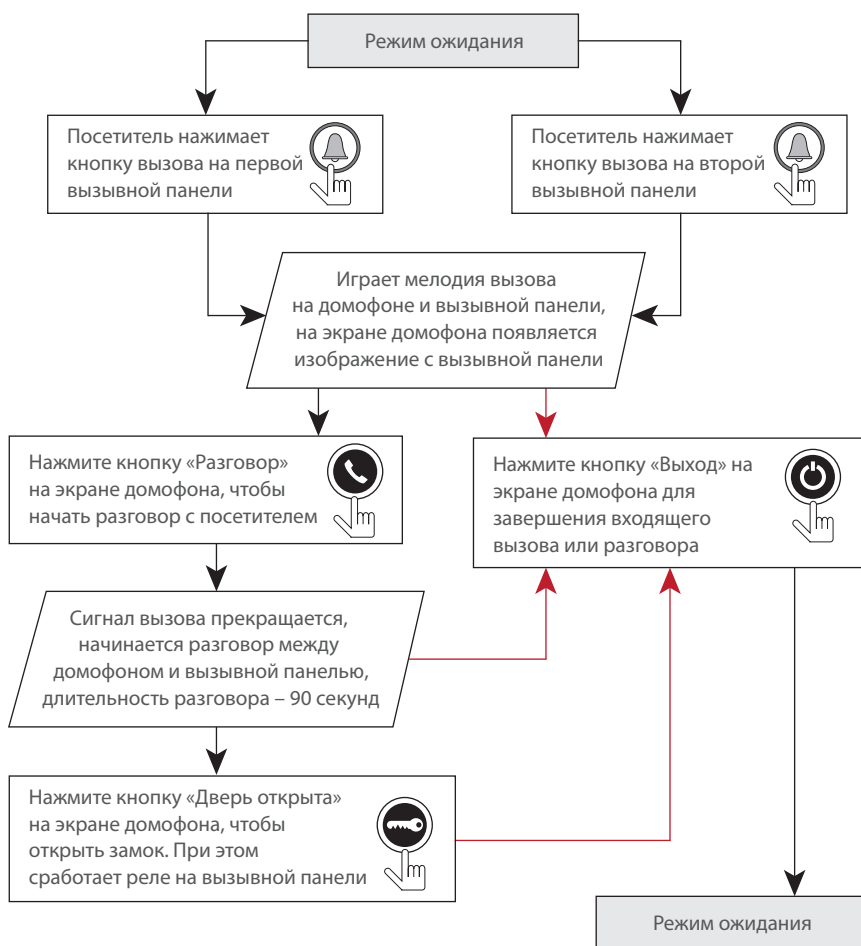 Режим ожидания
Посетитель нажимает
кнопку вызова на первой
вызывной панели
Посетитель нажимает
кнопку вызова на второй
вызывной панели
Играет мелодия вызова
на домофоне и вызывной панели,
на экране домофона появляется
изображение с вызывной панели
Нажмите кнопку «Разговор»
на экране домофона, чтобы
начать разговор с посетителем
Нажмите кнопку «Выход» на
экране домофона для
завершения входящего
вызова или разговора
Сигнал вызова прекращается,
начинается разговор между
домофоном и вызывной панелью,
длительность разговора – 90 секунд
Нажмите кнопку «Дверь открыта»
на экране домофона, чтобы
открыть замок. При этом
сработает реле на вызывной панели
Режим ожидания